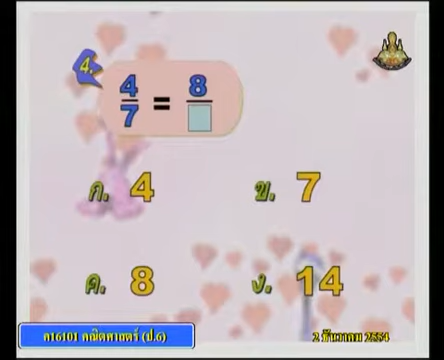 4.
4/7 = 8/□
ก. 4
ข. 7
ค. 8
ง. 14
ค16101 คณิตศาสตร์ (ป.6)
2 ธันวาคม 2554